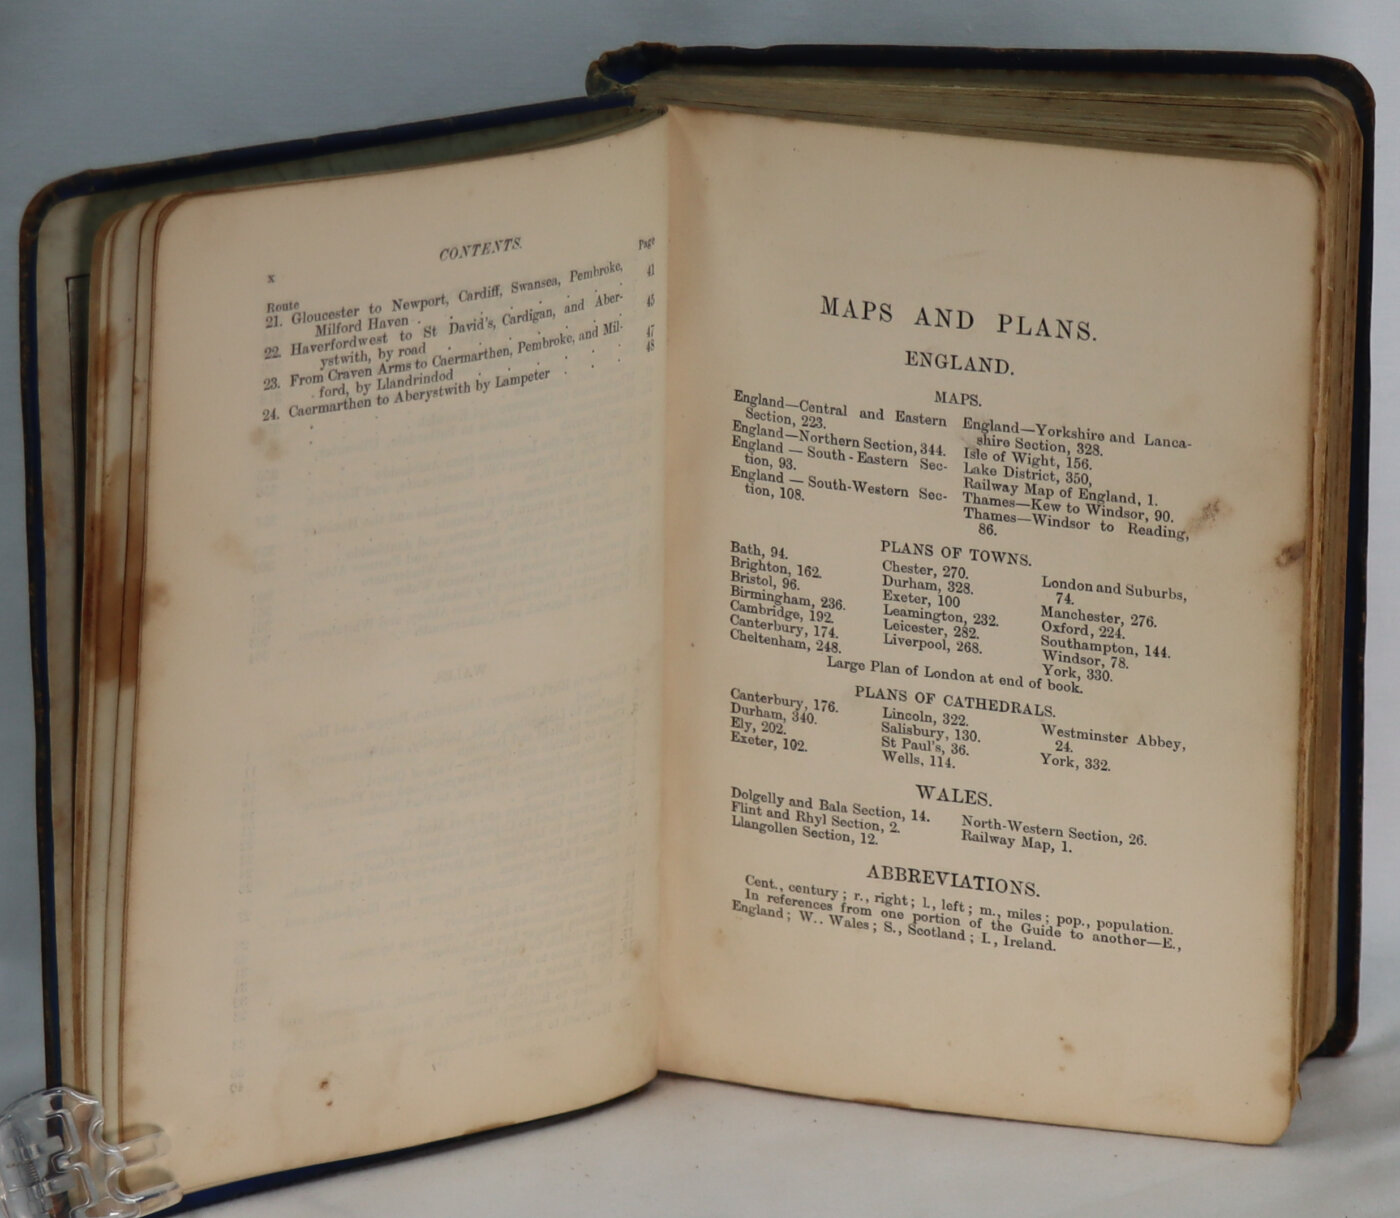 x
CONTENTS.
Page
Route
21. Gloucester to Newport, Cardiff, Swansea, Pembroke,
Milford Haven . . . . . . . 41
22. Haverfordwest to St David's, Cardigan, and Aber-
ystwith, by road . . . . . . 45
23. From Craven Arms to Caermarthen, Pembroke, and Mil-
ford, by Llandrindod . . . . . 47
24. Caermarthen to Aberystwith by Lampeter . . . 48
MAPS AND PLANS.
ENGLAND.
MAPS.
England—Central and Eastern
Section, 223.
England—Northern Section, 344.
England — South-Eastern Sec-
tion, 93.
England — South-Western Sec-
tion, 108.
England—Yorkshire and Lanca-
shire Section, 328.
Isle of Wight, 156.
Lake District, 350,
Railway Map of England, 1.
Thames—Kew to Windsor, 90.
Thames—Windsor to Reading,
86.
PLANS OF TOWNS.
Bath, 94.
Brighton, 162.
Bristol, 96.
Birmingham, 236.
Cambridge, 192.
Canterbury, 174.
Cheltenham, 248.
Chester, 270.
Durham, 328.
Exeter, 100
Leamington, 232.
Leicester, 282.
Liverpool, 268.
London and Suburbs,
74.
Manchester, 276.
Oxford, 224.
Southampton, 144.
Windsor, 78.
York, 330.
Large Plan of London at end of book.
PLANS OF CATHEDRALS.
Canterbury, 176.
Durham, 340.
Ely, 202.
Exeter, 102.
Lincoln, 322.
Salisbury, 130.
St Paul's, 36.
Wells, 114.
Westminster Abbey,
24.
York, 332.
WALES.
Dolgelly and Bala Section, 14.
Flint and Rhyl Section, 2.
Llangollen Section, 12.
North-Western Section, 26.
Railway Map, 1.
ABBREVIATIONS.
Cent., century; r., right; l., left; m., miles; pop., population.
In references from one portion of the Guide to another—E.,
England; W.. Wales; S., Scotland; I., Ireland.